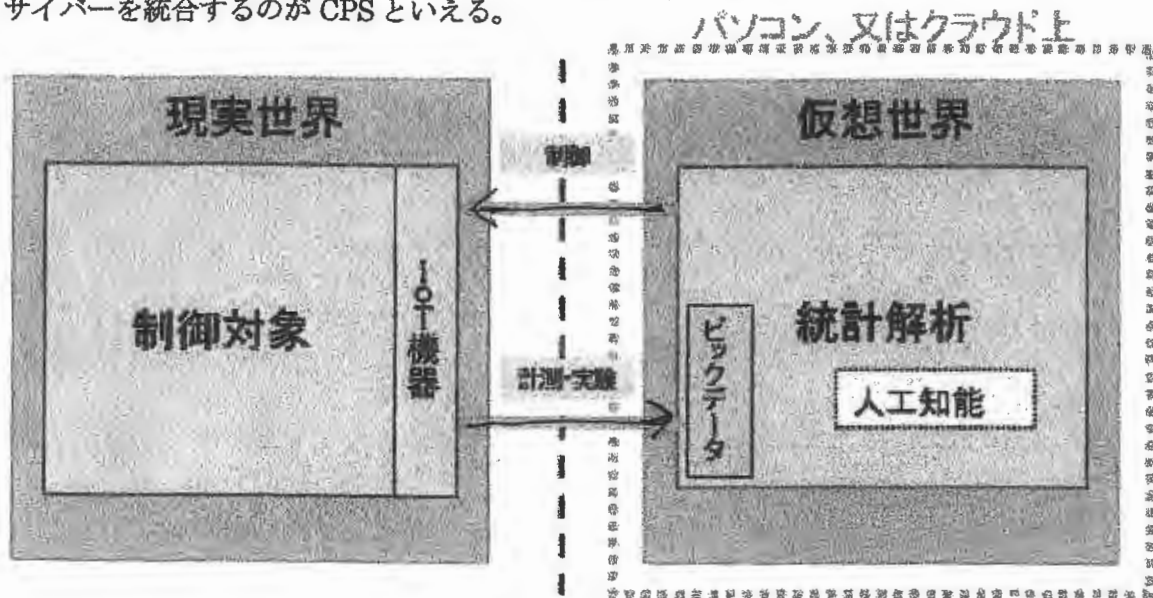 サイバーを統合するのが CPS といえる。
パソコン、又はクラウド上
現実世界
制御対象
IOT機器
制御
計測・実験
仮想世界
ビックデータ
統計解析
人工知能